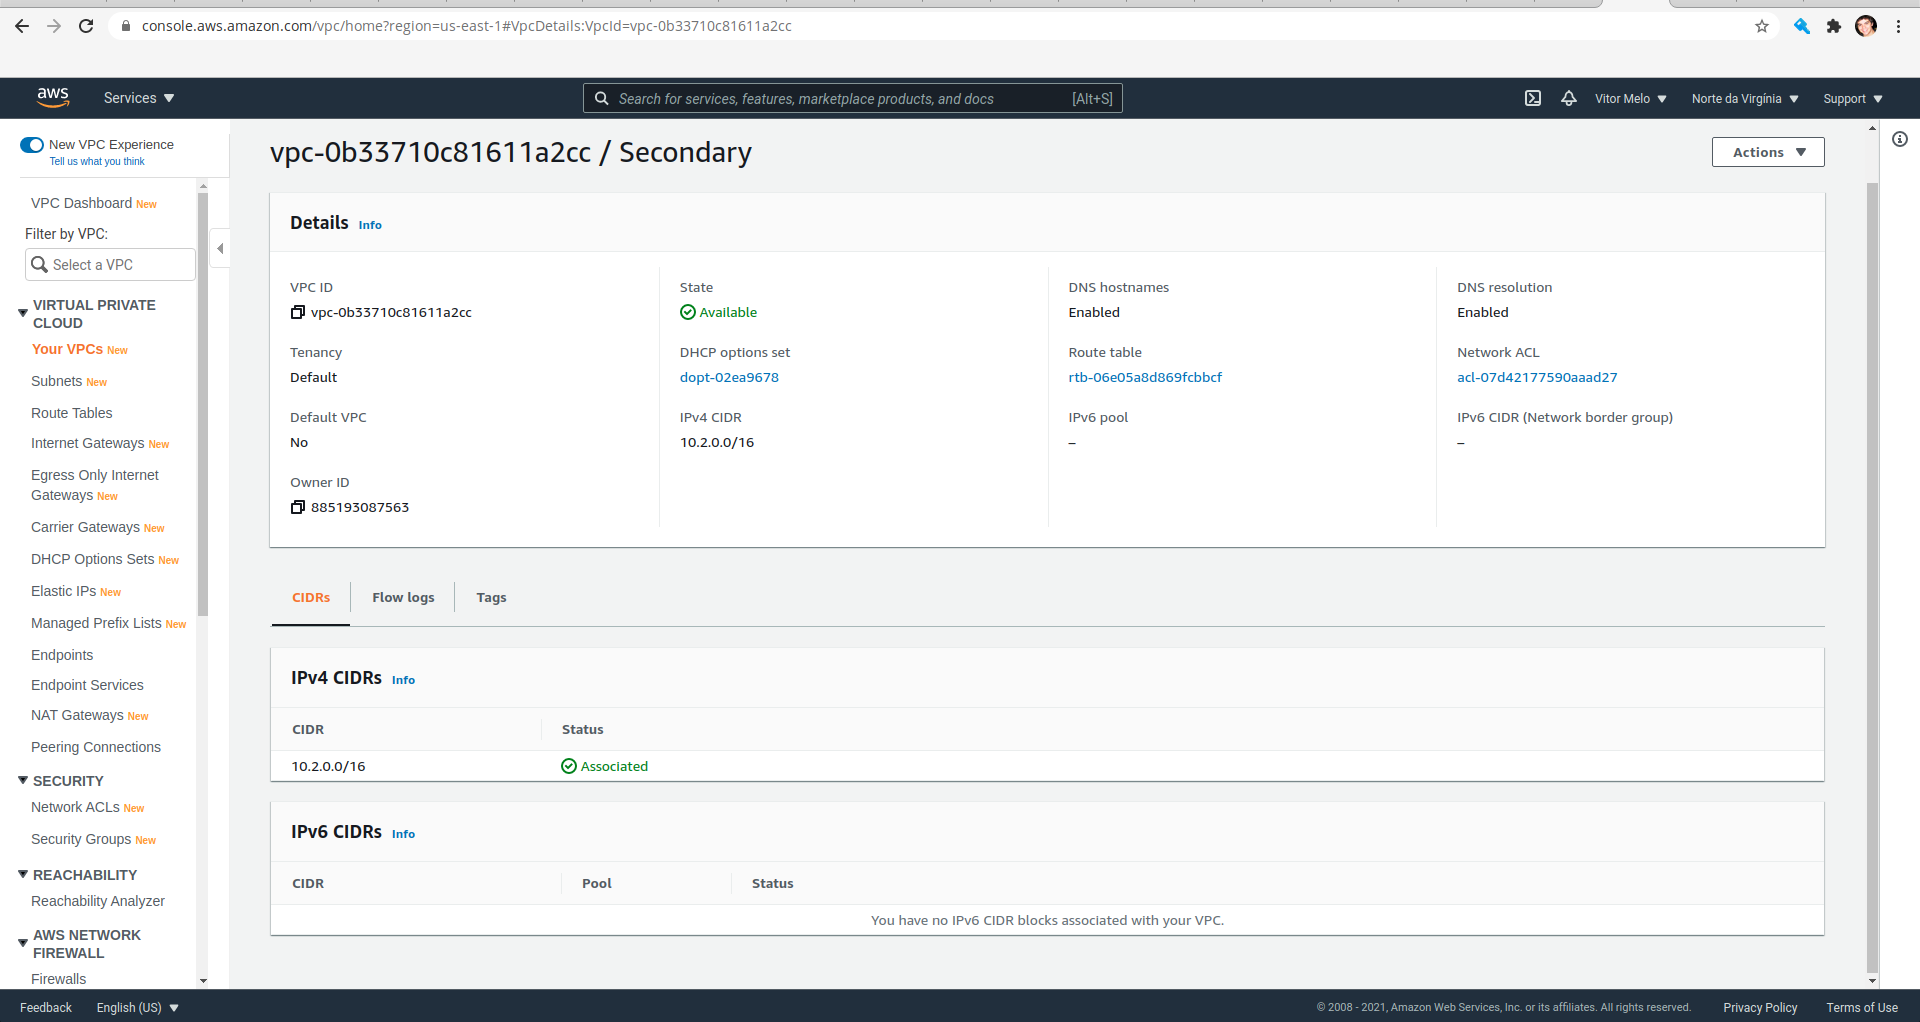 console.aws.amazon.com/vpc/home?region=us-east-1#VpcDetails:VpcId=vpc-0b33710c81611a2cc
aws
Services
Search for services, features, marketplace products, and docs
[Alt+S]
Vitor Melo
Norte da Virgínia
Support
New VPC Experience
Tell us what you think
VPC Dashboard New
Filter by VPC:
Select a VPC
VIRTUAL PRIVATE
CLOUD
Your VPCs New
Subnets New
Route Tables
Internet Gateways New
Egress Only Internet
Gateways New
Carrier Gateways New
DHCP Options Sets New
Elastic IPs New
Managed Prefix Lists New
Endpoints
Endpoint Services
NAT Gateways New
Peering Connections
SECURITY
Network ACLs New
Security Groups New
REACHABILITY
Reachability Analyzer
AWS NETWORK
FIREWALL
Firewalls
vpc-0b33710c81611a2cc / Secondary
Actions
Details Info
VPC ID
vpc-0b33710c81611a2cc
State
Available
DNS hostnames
Enabled
DNS resolution
Enabled
Tenancy
Default
DHCP options set
dopt-02ea9678
Route table
rtb-06e05a8d869fcbbcf
Network ACL
acl-07d42177590aaad27
Default VPC
No
IPv4 CIDR
10.2.0.0/16
IPv6 pool
–
IPv6 CIDR (Network border group)
–
Owner ID
885193087563
CIDRs
Flow logs
Tags
IPv4 CIDRs Info
CIDR
Status
10.2.0.0/16
Associated
IPv6 CIDRs Info
CIDR
Pool
Status
You have no IPv6 CIDR blocks associated with your VPC.
Feedback
English (US)
© 2008 - 2021, Amazon Web Services, Inc. or its affiliates. All rights reserved.
Privacy Policy
Terms of Use